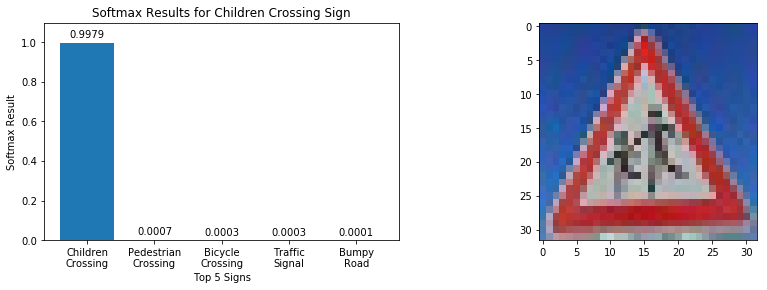 Softmax Results for Children Crossing Sign
Softmax Result
1.0
0.8
0.6
0.4
0.2
0.0
0.9979
0.0007
0.0003
0.0003
0.0001
Children
Crossing
Pedestrian
Crossing
Bicycle
Crossing
Traffic
Signal
Bumpy
Road
Top 5 Signs
0
5
10
15
20
25
30
0
5
10
15
20
25
30